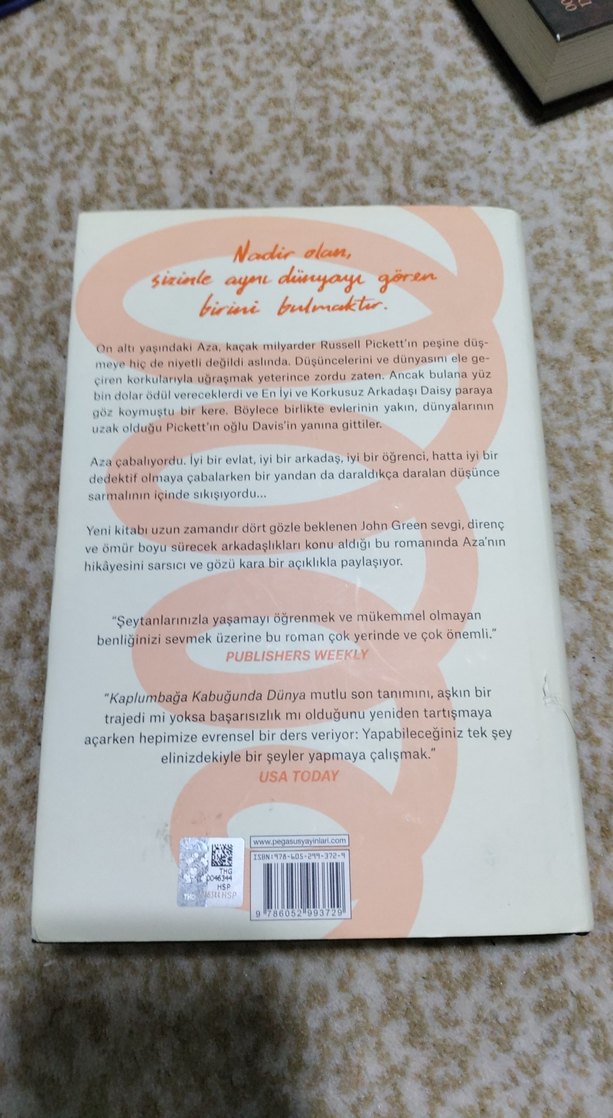 Nadir olan,
sizinle aynı dünyayı gören
birini bulmaktır.
On altı yaşındaki Aza, kaçak milyarder Russell Pickett'ın peşine düş-
meye hiç de niyetli değildi aslında. Düşüncelerini ve dünyasını ele ge-
çiren korkularıyla uğraşmak yeterince zordu zaten. Ancak bulana yüz
bin dolar ödül vereceklerdi ve En İyi ve Korkusuz Arkadaşı Daisy paraya
göz koymuştu bir kere. Böylece birlikte evlerinin yakın, dünyalarının
uzak olduğu Pickett'ın oğlu Davis'in yanına gittiler.
Aza çabalıyordu. İyi bir evlat, iyi bir arkadaş, iyi bir öğrenci, hatta iyi bir
dedektif olmaya çabalarken bir yandan da daraldıkça daralan düşünce
sarmalının içinde sıkışıyordu...
Yeni kitabı uzun zamandır dört gözle beklenen John Green sevgi, direnç
ve ömür boyu sürecek arkadaşlıkları konu aldığı bu romanında Aza'nın
hikâyesini sarsıcı ve gözü kara bir açıklıkla paylaşıyor.
"Şeytanlarınızla yaşamayı öğrenmek ve mükemmel olmayan
benliğinizi sevmek üzerine bu roman çok yerinde ve çok önemli."
PUBLISHERS WEEKLY
"Kaplumbağa Kabuğunda Dünya mutlu son tanımını, aşkın bir
trajedi mi yoksa başarısızlık mı olduğunu yeniden tartışmaya
açarken hepimize evrensel bir ders veriyor: Yapabileceğiniz tek şey
elinizdekiyle bir şeyler yapmaya çalışmak."
USA TODAY
www.pegasusyayinlari.com
ISBN:978-605-299-372-9
9 786052 993729
THG
0046344
HSP